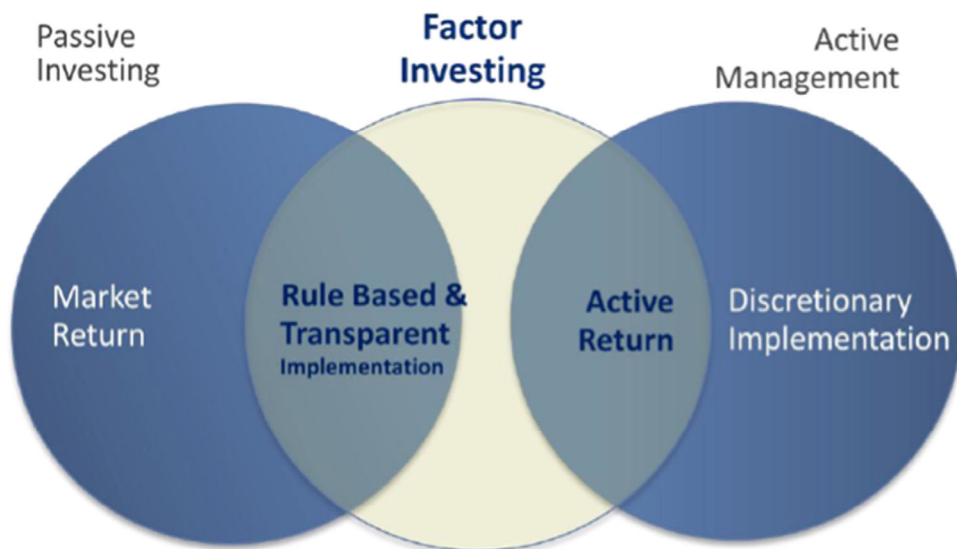 Passive
Investing
Factor
Investing
Active
Management
Market
Return
Rule Based &
Transparent
Implementation
Active
Return
Discretionary
Implementation